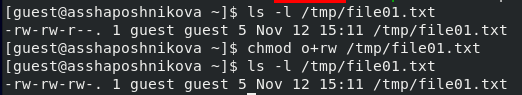 [guest@asshaposhnikova ~]$ ls -l /tmp/file01.txt
-rw-rw-r--. 1 guest guest 5 Nov 12 15:11 /tmp/file01.txt
[guest@asshaposhnikova ~]$ chmod o+rw /tmp/file01.txt
[guest@asshaposhnikova ~]$ ls -l /tmp/file01.txt
-rw-rw-rw-. 1 guest guest 5 Nov 12 15:11 /tmp/file01.txt